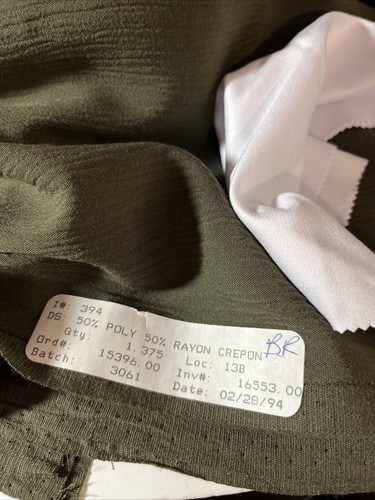 I#: 394
DS: 50% POLY 50% RAYON CREPON
Qty: 1.375 Loc: 13B
Ord#: 15396.00 Inv#: 16553.00
Batch: 3061 Date: 02/28/94
BR